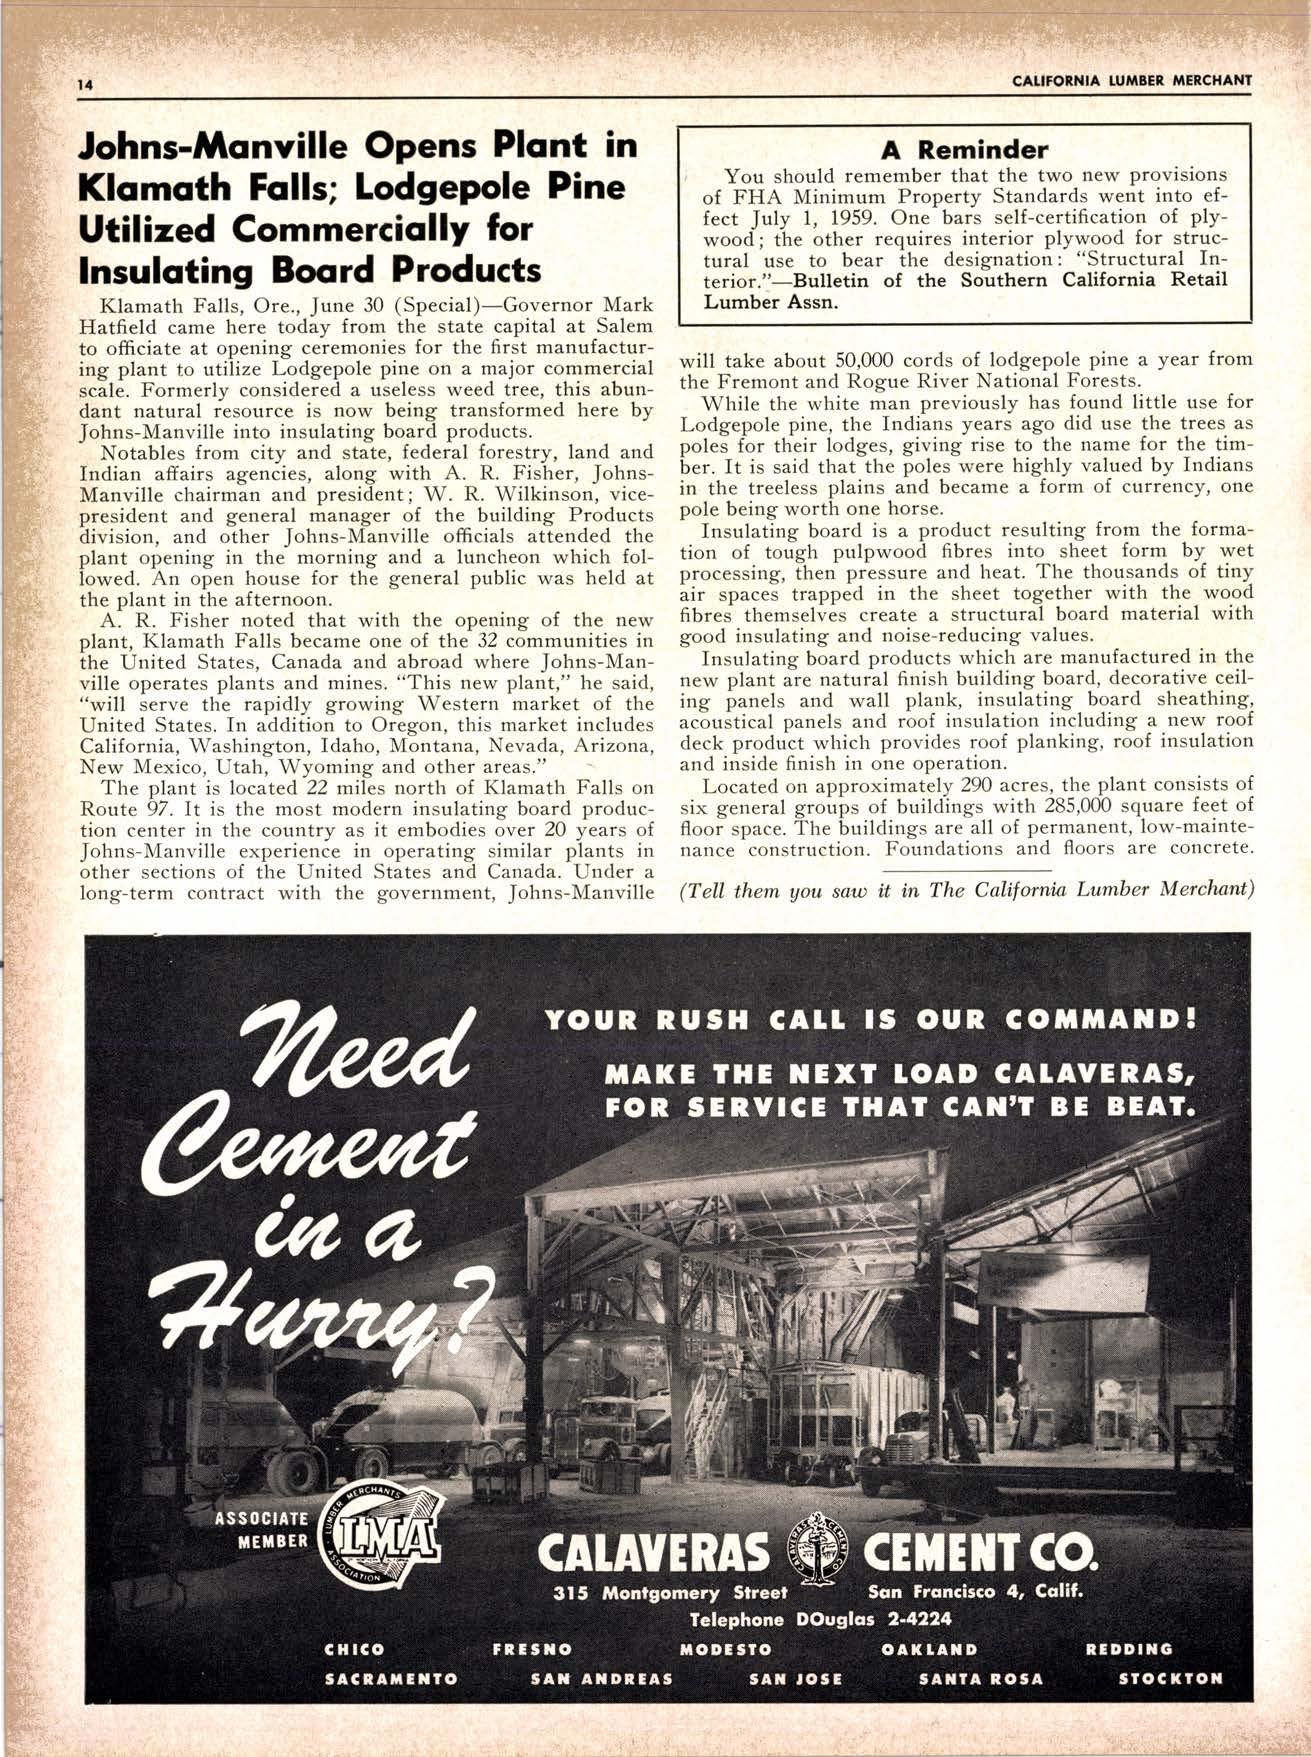 14
CALIFORNIA LUMBER MERCHANT
Johns-Manville Opens Plant in
Klamath Falls; Lodgepole Pine
Utilized Commercially for
Insulating Board Products
Klamath Falls, Ore., June 30 (Special)—Governor Mark
Hatfield came here today from the state capital at Salem
to officiate at opening ceremonies for the first manufactur-
ing plant to utilize Lodgepole pine on a major commercial
scale. Formerly considered a useless weed tree, this abun-
dant natural resource is now being transformed here by
Johns-Manville into insulating board products.
Notables from city and state, federal forestry, land and
Indian affairs agencies, along with A. R. Fisher, Johns-
Manville chairman and president; W. R. Wilkinson, vice-
president and general manager of the building Products
division, and other Johns-Manville officials attended the
plant opening in the morning and a luncheon which fol-
lowed. An open house for the general public was held at
the plant in the afternoon.
A. R. Fisher noted that with the opening of the new
plant, Klamath Falls became one of the 32 communities in
the United States, Canada and abroad where Johns-Man-
ville operates plants and mines. "This new plant," he said,
"will serve the rapidly growing Western market of the
United States. In addition to Oregon, this market includes
California, Washington, Idaho, Montana, Nevada, Arizona,
New Mexico, Utah, Wyoming and other areas."
The plant is located 22 miles north of Klamath Falls on
Route 97. It is the most modern insulating board produc-
tion center in the country as it embodies over 20 years of
Johns-Manville experience in operating similar plants in
other sections of the United States and Canada. Under a
long-term contract with the government, Johns-Manville
A Reminder
You should remember that the two new provisions
of FHA Minimum Property Standards went into ef-
fect July 1, 1959. One bars self-certification of ply-
wood; the other requires interior plywood for struc-
tural use to bear the designation: "Structural In-
terior."—Bulletin of the Southern California Retail
Lumber Assn.
will take about 50,000 cords of lodgepole pine a year from
the Fremont and Rogue River National Forests.
While the white man previously has found little use for
Lodgepole pine, the Indians years ago did use the trees as
poles for their lodges, giving rise to the name for the tim-
ber. It is said that the poles were highly valued by Indians
in the treeless plains and became a form of currency, one
pole being worth one horse.
Insulating board is a product resulting from the forma-
tion of tough pulpwood fibres into sheet form by wet
processing, then pressure and heat. The thousands of tiny
air spaces trapped in the sheet together with the wood
fibres themselves create a structural board material with
good insulating and noise-reducing values.
Insulating board products which are manufactured in the
new plant are natural finish building board, decorative ceil-
ing panels and wall plank, insulating board sheathing,
acoustical panels and roof insulation including a new roof
deck product which provides roof planking, roof insulation
and inside finish in one operation.
Located on approximately 290 acres, the plant consists of
six general groups of buildings with 285,000 square feet of
floor space. The buildings are all of permanent, low-mainte-
nance construction. Foundations and floors are concrete.
(Tell them you saw it in The California Lumber Merchant)
Need
Cement
in a
Hurry?
YOUR RUSH CALL IS OUR COMMAND!
MAKE THE NEXT LOAD CALAVERAS,
FOR SERVICE THAT CAN'T BE BEAT.
ASSOCIATE
MEMBER
LUMBER MERCHANTS
LMA
ASSOCIATION
CALAVERAS CEMENT CO.
CALAVERAS CEMENT CO
315 Montgomery Street San Francisco 4, Calif.
Telephone DOuglas 2-4224
CHICO FRESNO MODESTO OAKLAND REDDING
SACRAMENTO SAN ANDREAS SAN JOSE SANTA ROSA STOCKTON